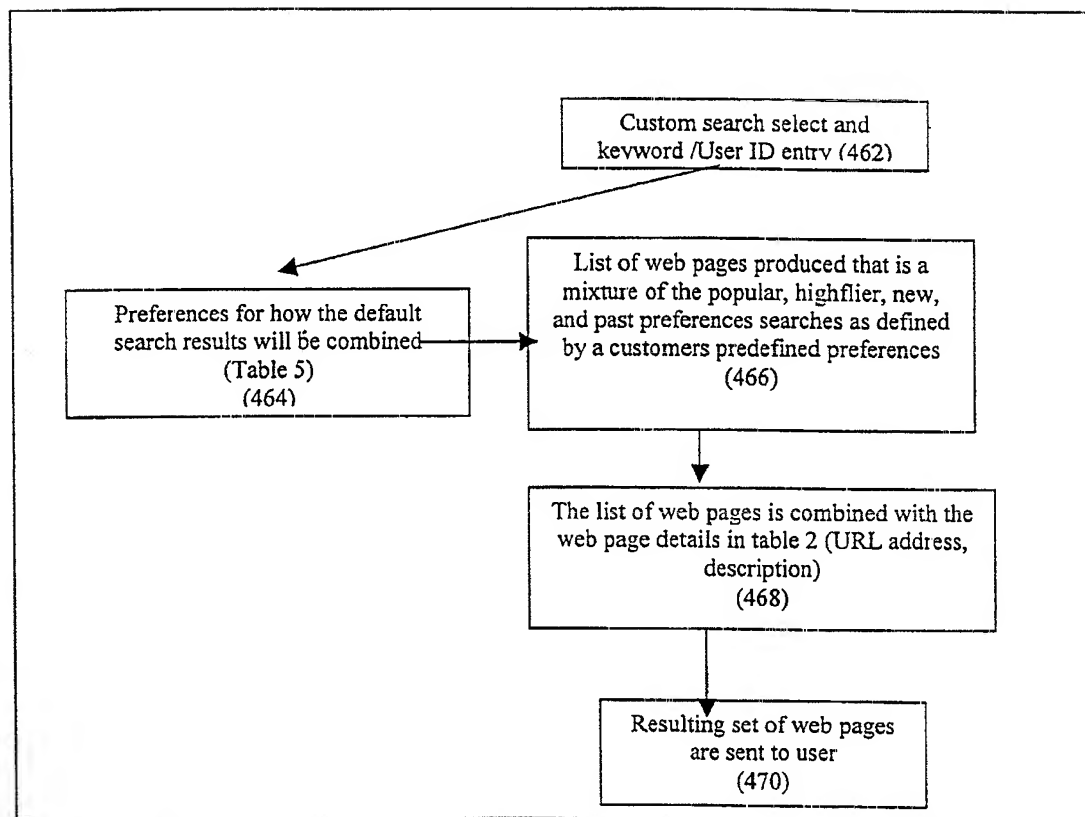 Custom search select and
keyword /User ID entry (462)
Preferences for how the default
search results will be combined
(Table 5)
(464)
List of web pages produced that is a
mixture of the popular, highflier, new,
and past preferences searches as defined
by a customers predefined preferences
(466)
The list of web pages is combined with the
web page details in table 2 (URL address,
description)
(468)
Resulting set of web pages
are sent to user
(470)